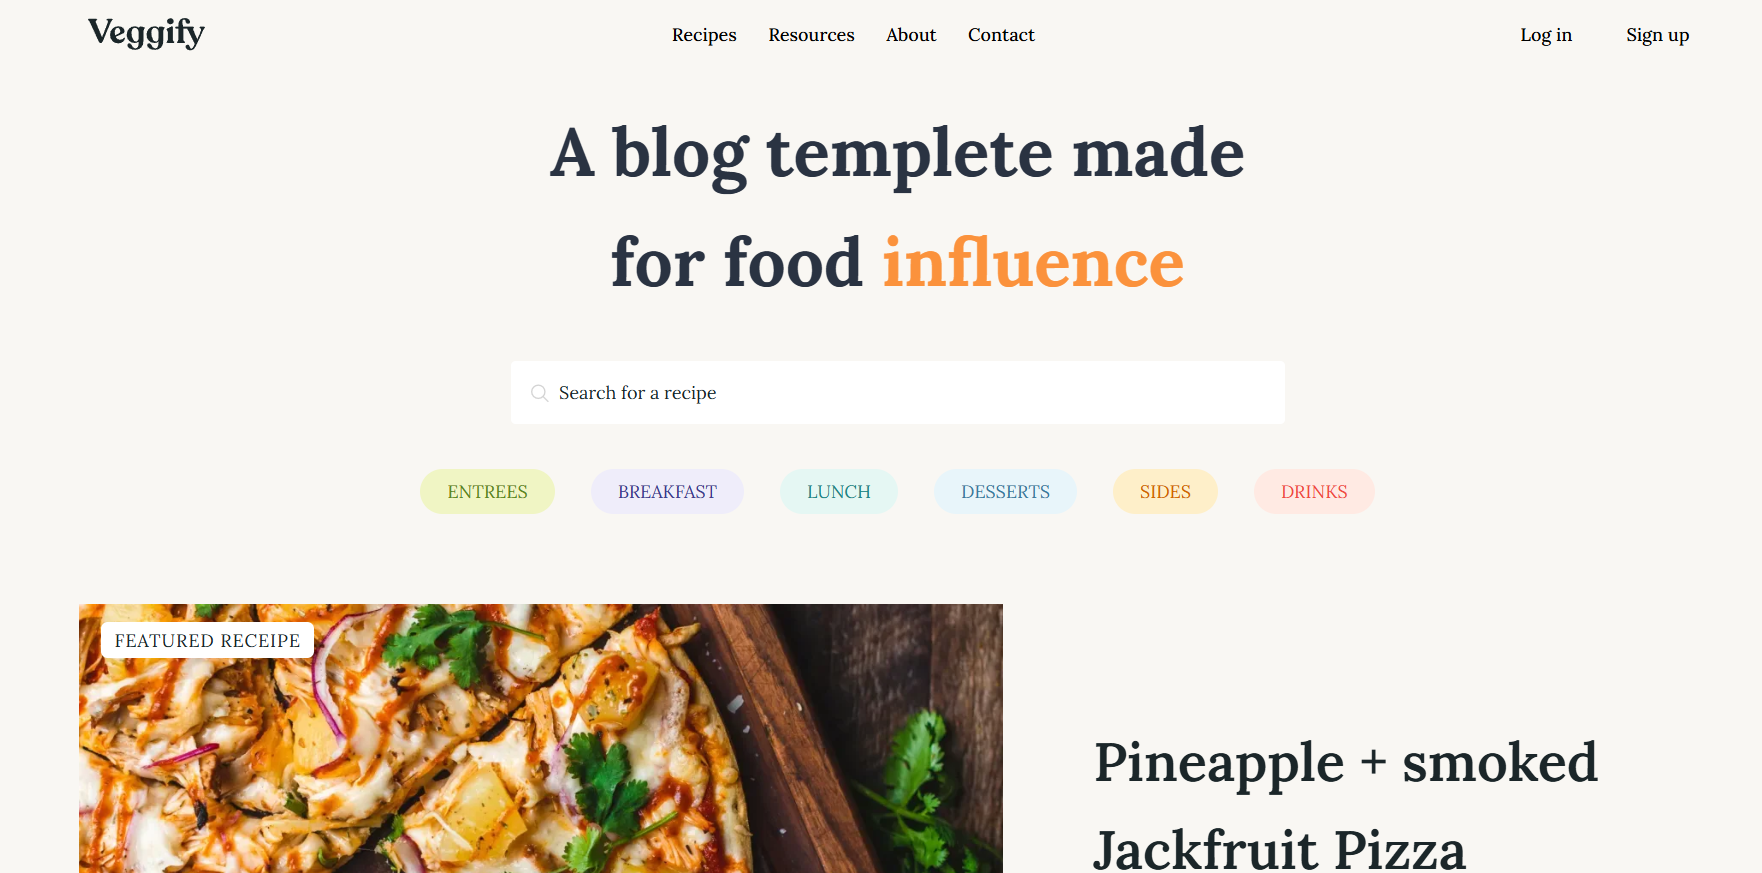 Veggify
Recipes Resources About Contact
Log in Sign up
A blog templete made
for food influence
Search for a recipe
ENTREES BREAKFAST LUNCH DESSERTS SIDES DRINKS
FEATURED RECEIPE
Pineapple + smoked
Jackfruit Pizza